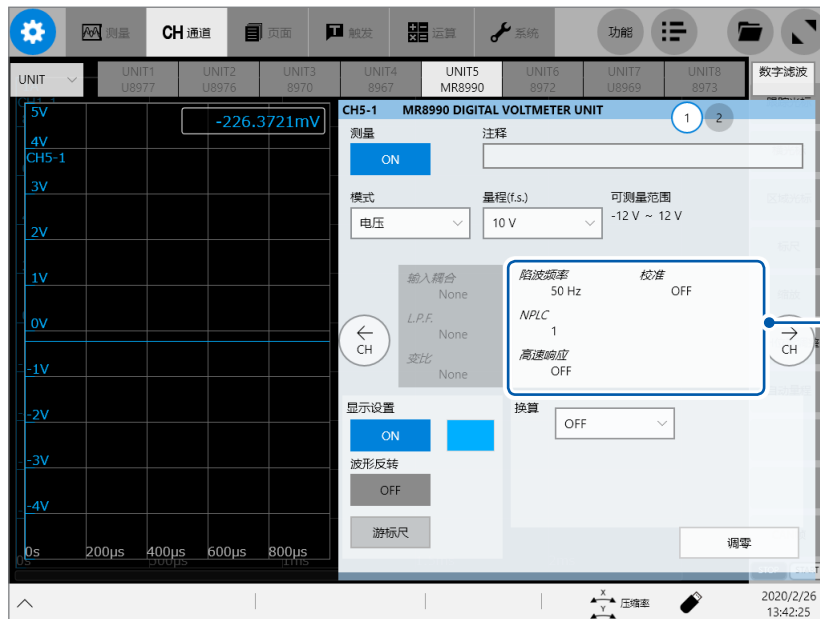 测量
CH 通道
页面
触发
运算
系统
功能
UNIT
UNIT1
U8977
UNIT2
U8976
UNIT3
8970
UNIT4
8967
UNIT5
MR8990
UNIT6
8972
UNIT7
U8969
UNIT8
8973
数字滤波
5V
-226.3721mV
4V
CH5-1
3V
2V
1V
0V
-1V
-2V
-3V
-4V
0s
200μs
400μs
600μs
800μs
CH5-1 MR8990 DIGITAL VOLTMETER UNIT
1
2
测量
注释
ON
模式
量程(f.s.)
可测量范围
电压
10 V
-12 V ~ 12 V
输入耦合
None
L.P.F.
None
变比
None
陷波频率
50 Hz
校准
OFF
NPLC
1
高速响应
OFF
← CH
→ CH
显示设置
ON
换算
OFF
波形反转
OFF
游标尺
调零
X
Y
压缩率
2020/2/26
13:42:25